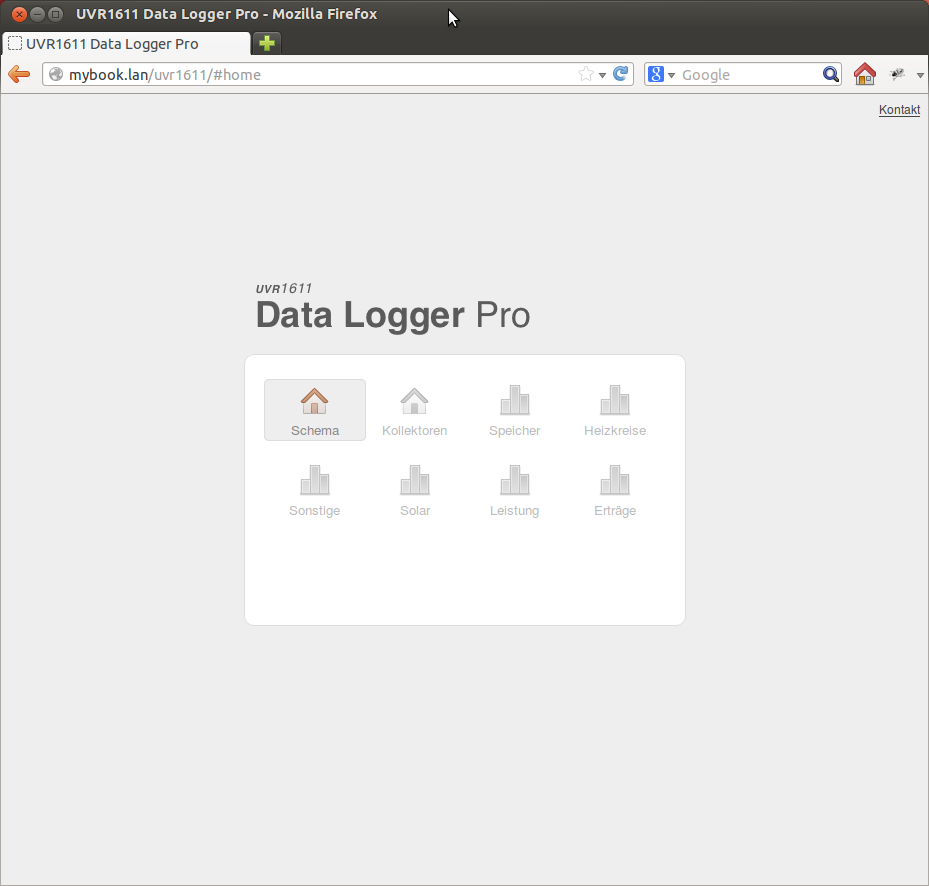 UVR1611 Data Logger Pro - Mozilla Firefox
UVR1611 Data Logger Pro
mybook.lan/uvr1611/#home
8 Google
Kontakt
UVR1611
Data Logger Pro
Schema Kollektoren Speicher Heizkreise
Sonstige Solar Leistung Erträge